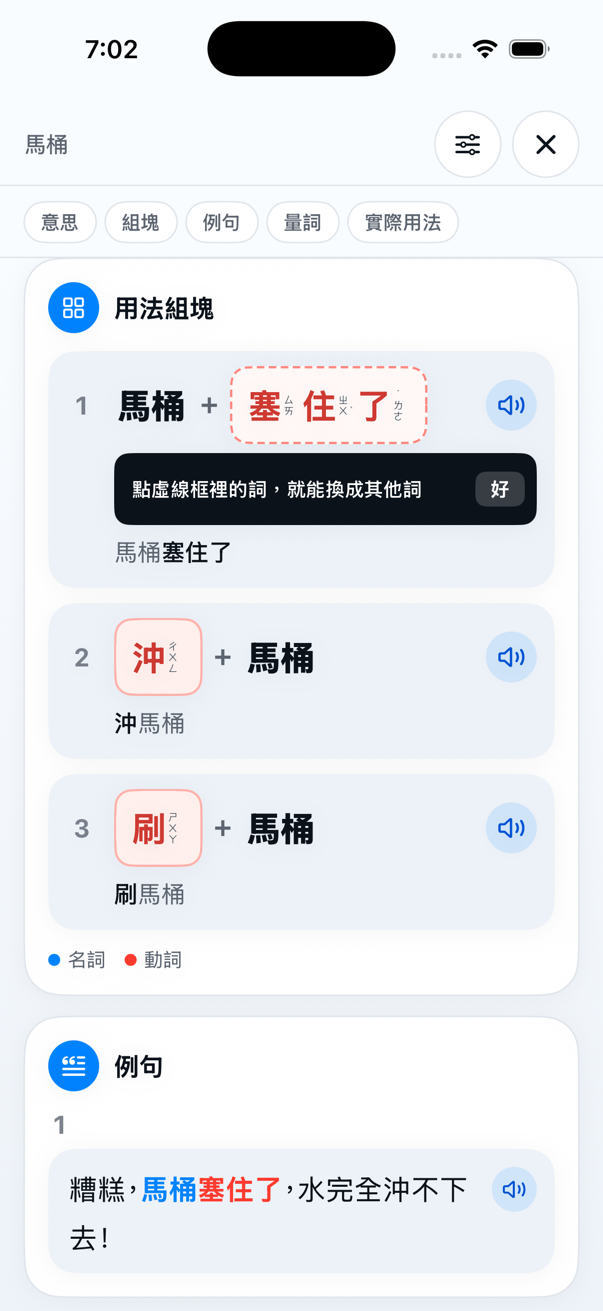 7:02
馬桶
意思 組塊 例句 量詞 實際用法
用法組塊
1 馬桶 + 塞ㄙㄞ住ㄓㄨˋ了˙ㄌㄜ
點虛線框裡的詞，就能換成其他詞 好
馬桶塞住了
2 沖ㄔㄨㄥ + 馬桶
沖馬桶
3 刷ㄕㄨㄚ + 馬桶
刷馬桶
名詞 動詞
例句
1
糟糕，馬桶塞住了，水完全沖不下
去！